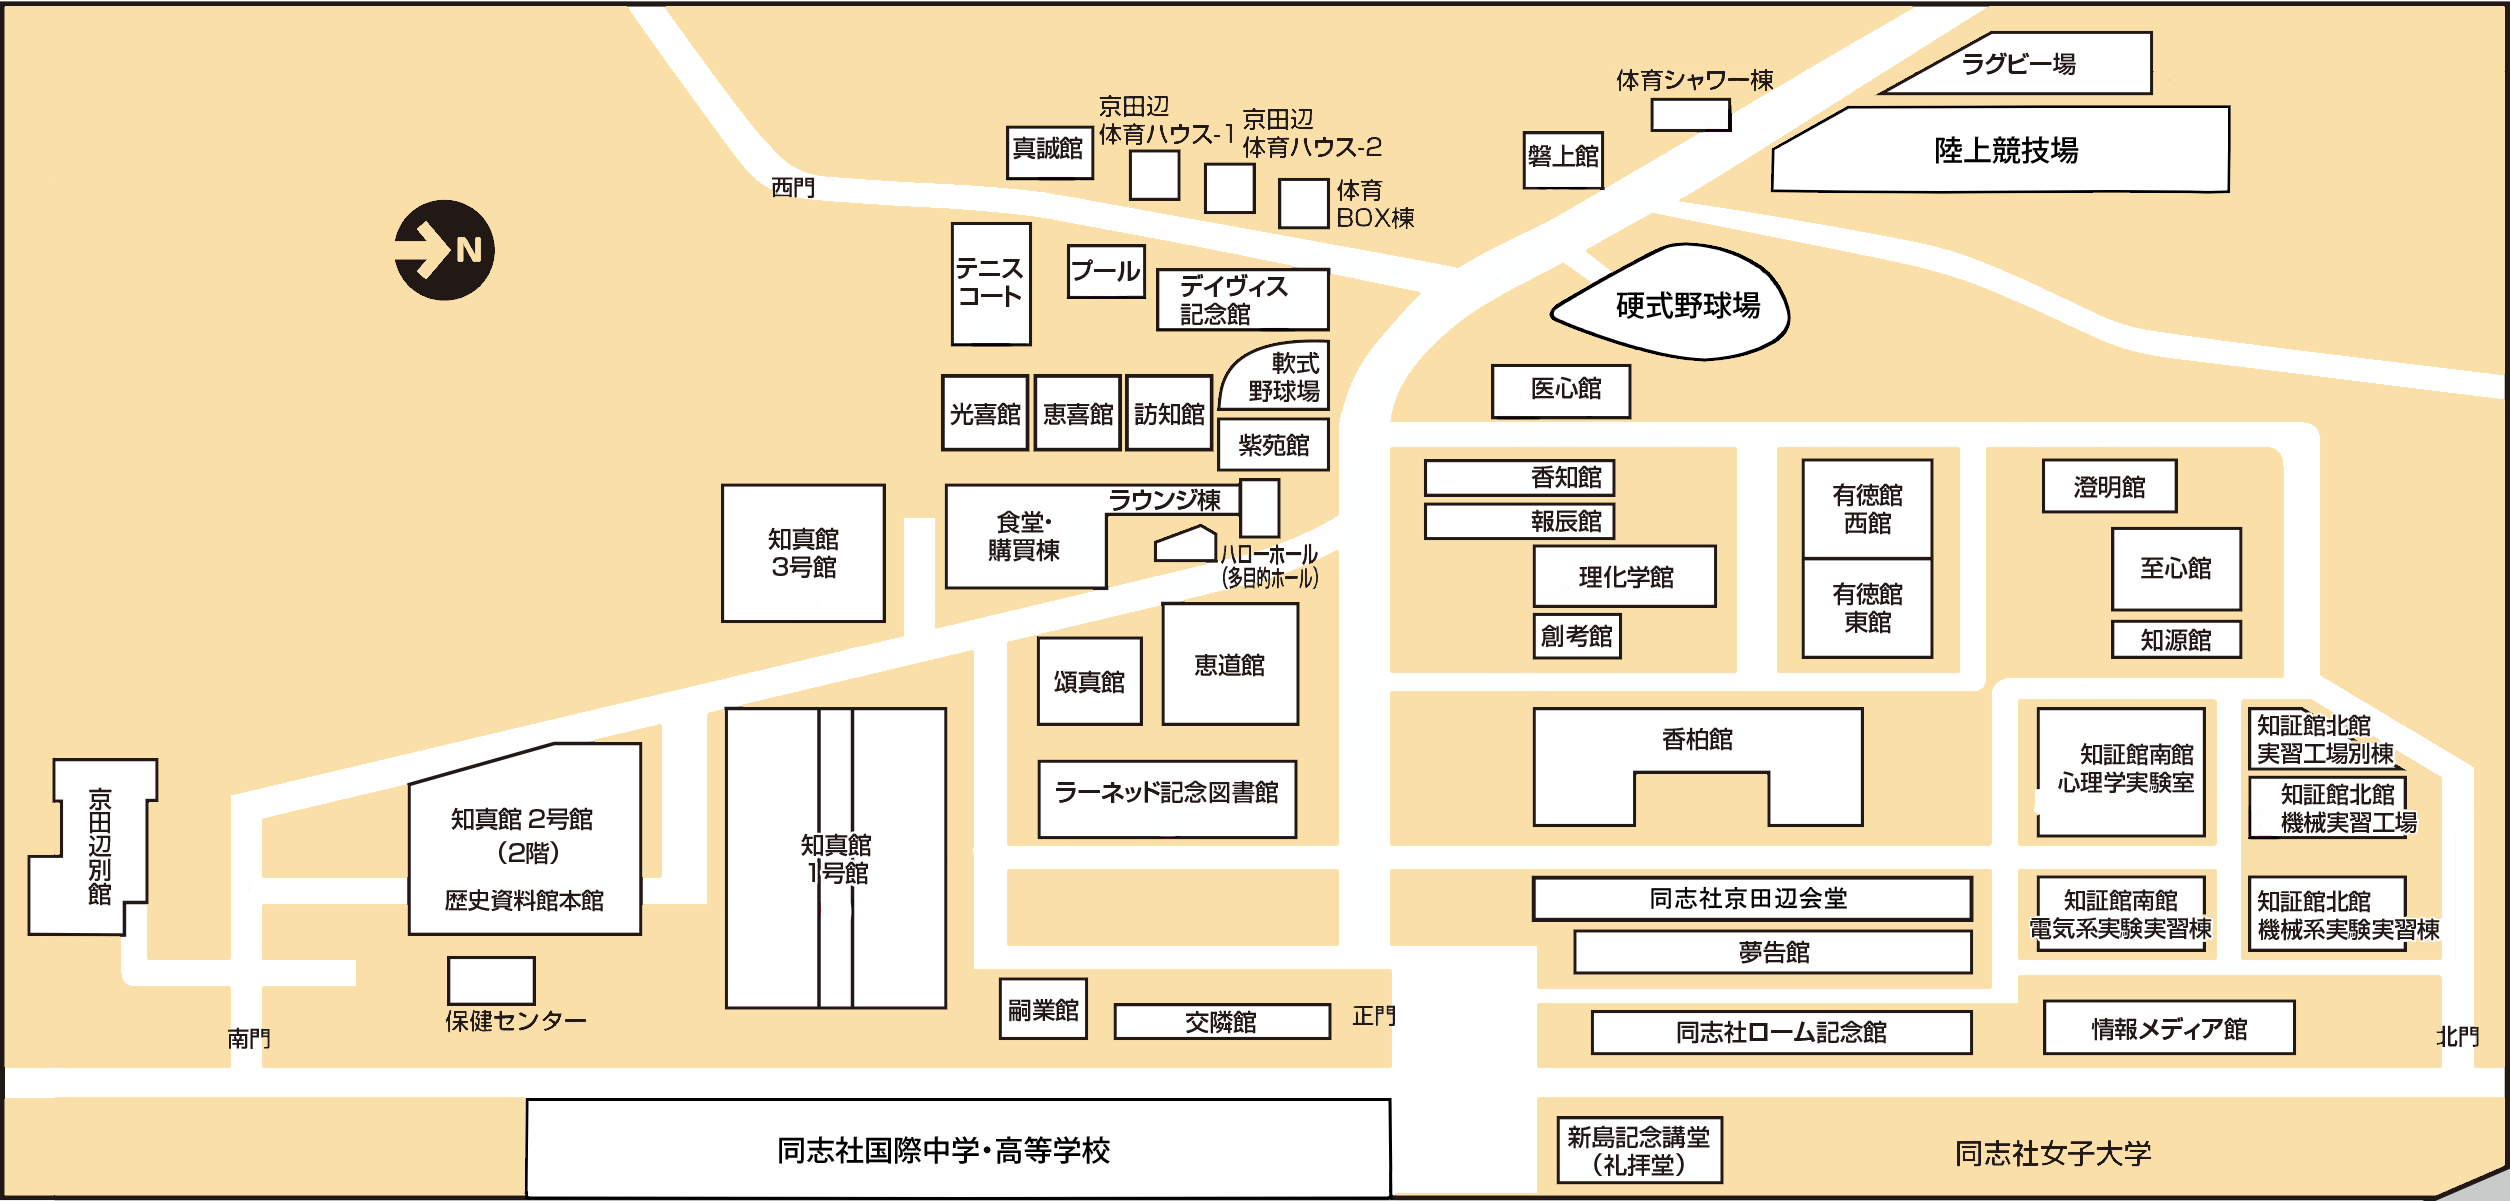 ラグビー場
体育シャワー棟
陸上競技場
京田辺
体育ハウス-1
京田辺
体育ハウス-2
真誠館
磐上館
西門
体育
BOX棟
N
テニス
コート
プール
デイヴィス
記念館
硬式野球場
軟式
野球場
医心館
光喜館
恵喜館
訪知館
紫苑館
香知館
報辰館
有徳館
西館
澄明館
知真館
3号館
食堂・
購買棟
ラウンジ棟
ハローホール
(多目的ホール)
理化学館
創考館
有徳館
東館
至心館
知源館
頌真館
恵道館
香柏館
知証館南館
心理学実験室
知証館北館
実習工場別棟
知証館北館
機械実習工場
京田辺別館
知真館 2号館
(2階)
歴史資料館本館
知真館
1号館
ラーネッド記念図書館
同志社京田辺会堂
夢告館
知証館南館
電気系実験実習棟
知証館北館
機械系実験実習棟
保健センター
南門
嗣業館
交隣館
正門
同志社ローム記念館
情報メディア館
北門
同志社国際中学・高等学校
新島記念講堂
(礼拝堂)
同志社女子大学